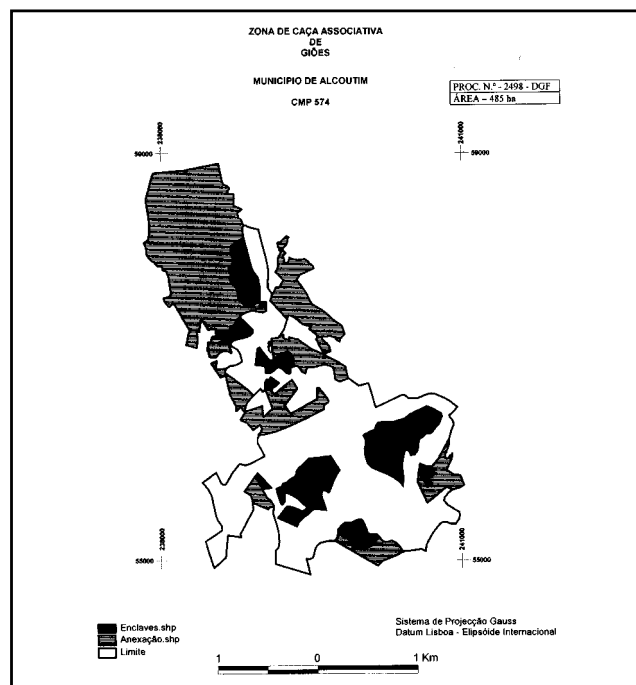 ZONA DE CAÇA ASSOCIATIVA
DE
GIÕES
MUNICIPIO DE ALCOUTIM
CMP 574
PROC. N.º - 2498 - DGF
ÁREA – 485 ha
238000
241000
59000
59000
238000
241000
55000
55000
Enclaves.shp
Anexação.shp
Limite
Sistema de Projecção Gauss
Datum Lisboa - Elipsóide Internacional
1 0 1 Km